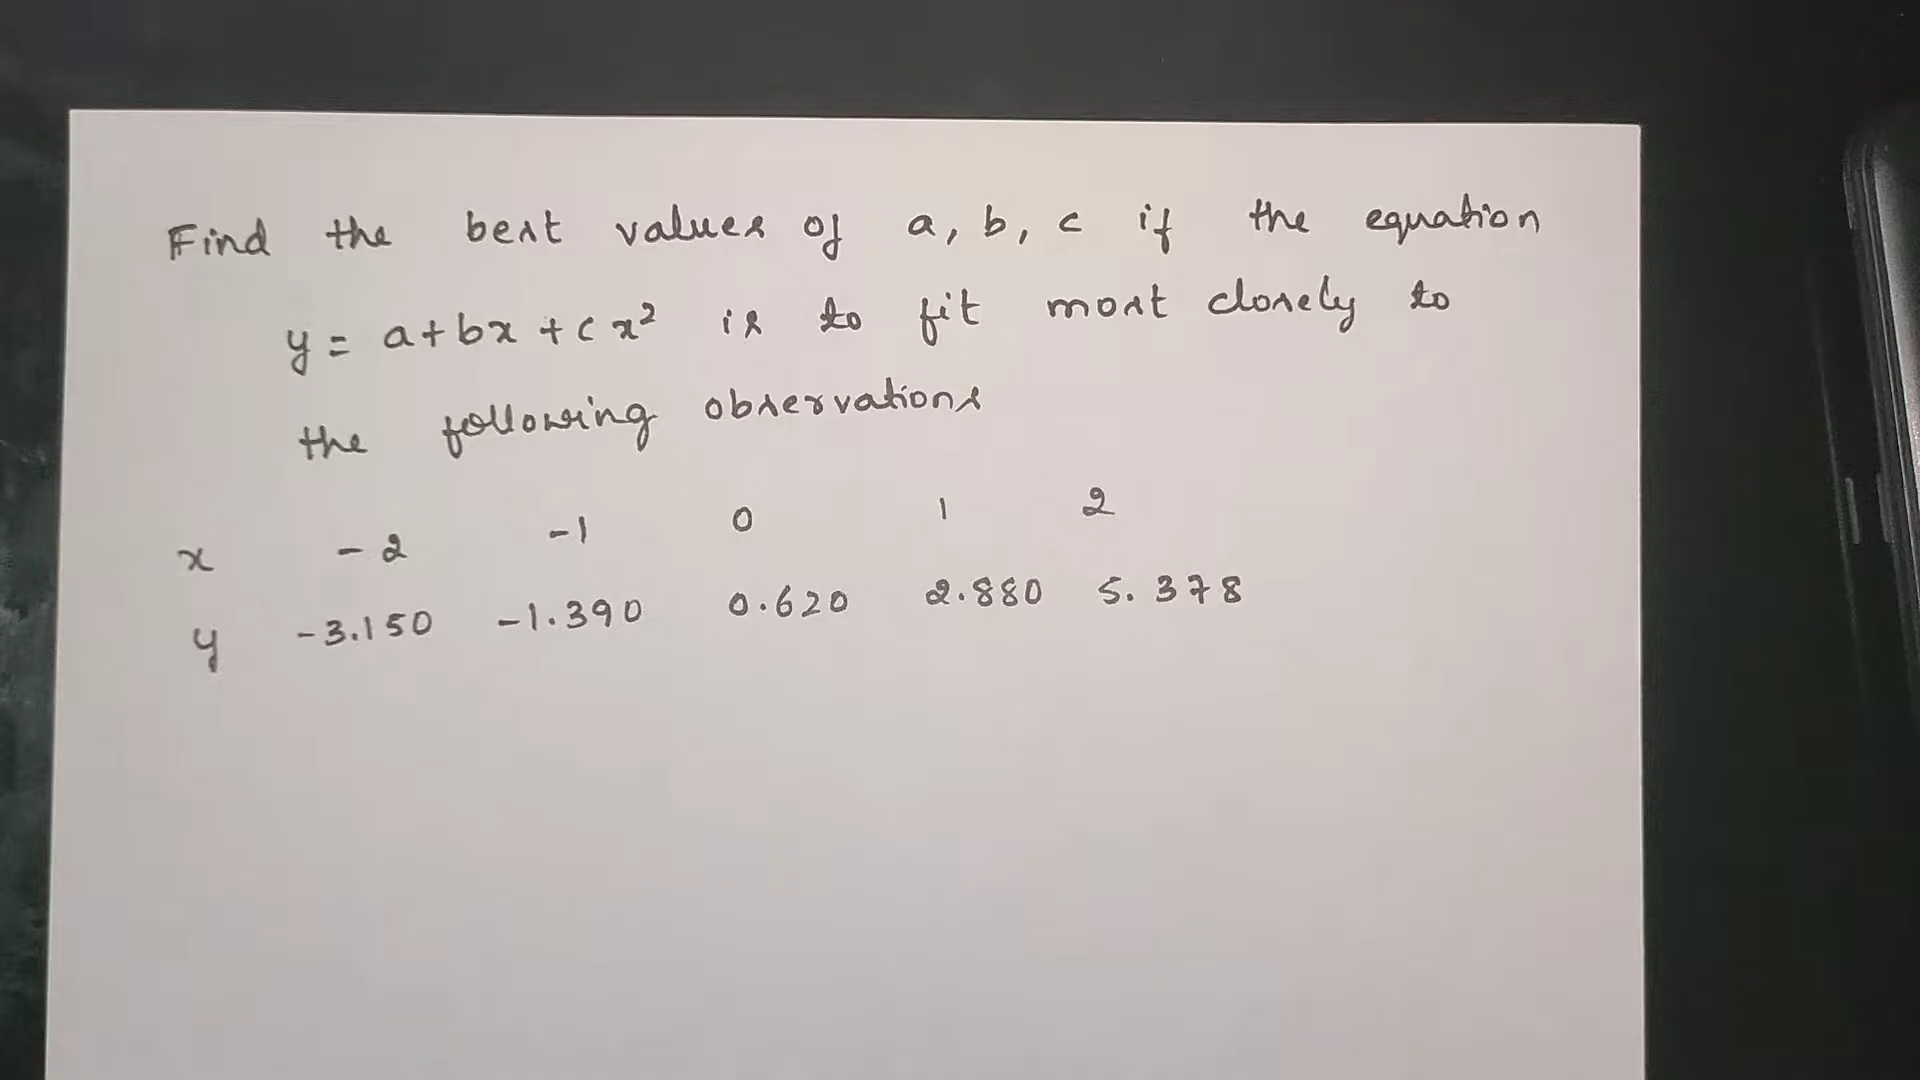 Find the best values of a, b, c if the equation
y = a+bx+cx² is to fit most closely to
the following observations
x -2 -1 0 1 2
y -3.150 -1.390 0.620 2.880 5.378